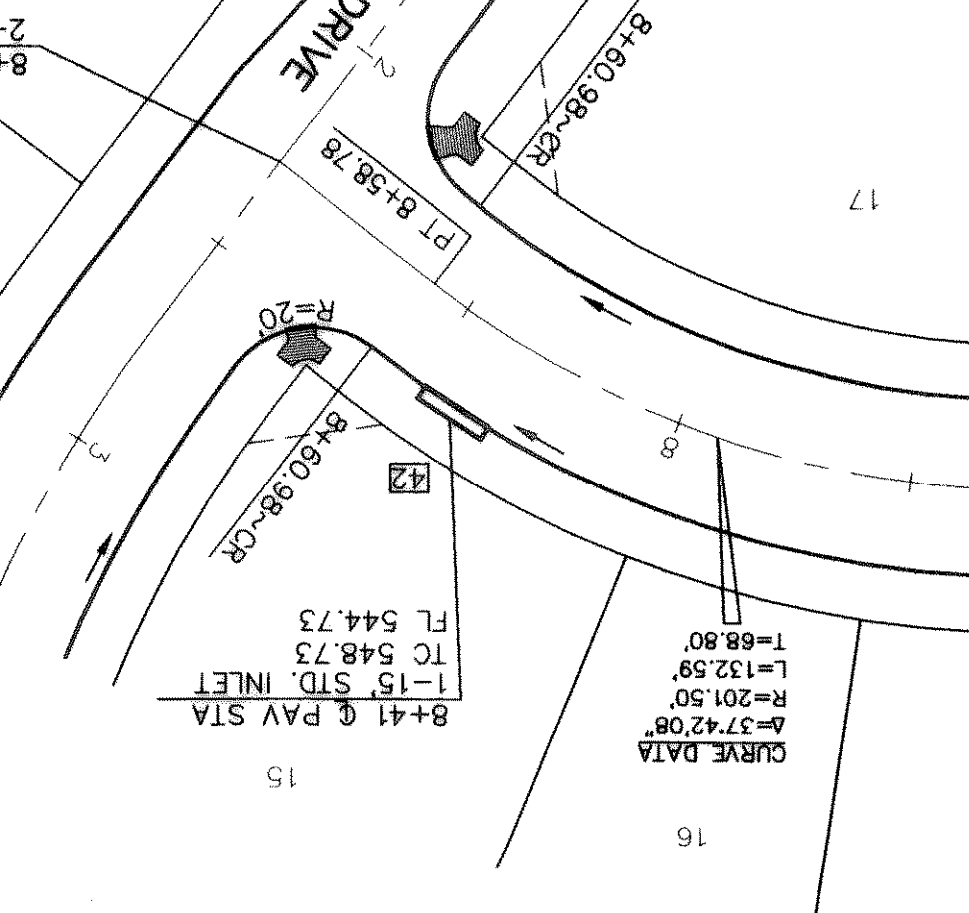 CURVE DATA
Δ=37°42'08"
R=201.50'
L=132.59'
T=68.80'
16
15
8+41 ℄ PAV STA
1-15' STD. INLET
TC 548.73
FL 544.73
42
8+60.98~CR
R=20'
8
3
PT 8+58.78
17
8+60.98~CR
2
DRIVE
8+
2-